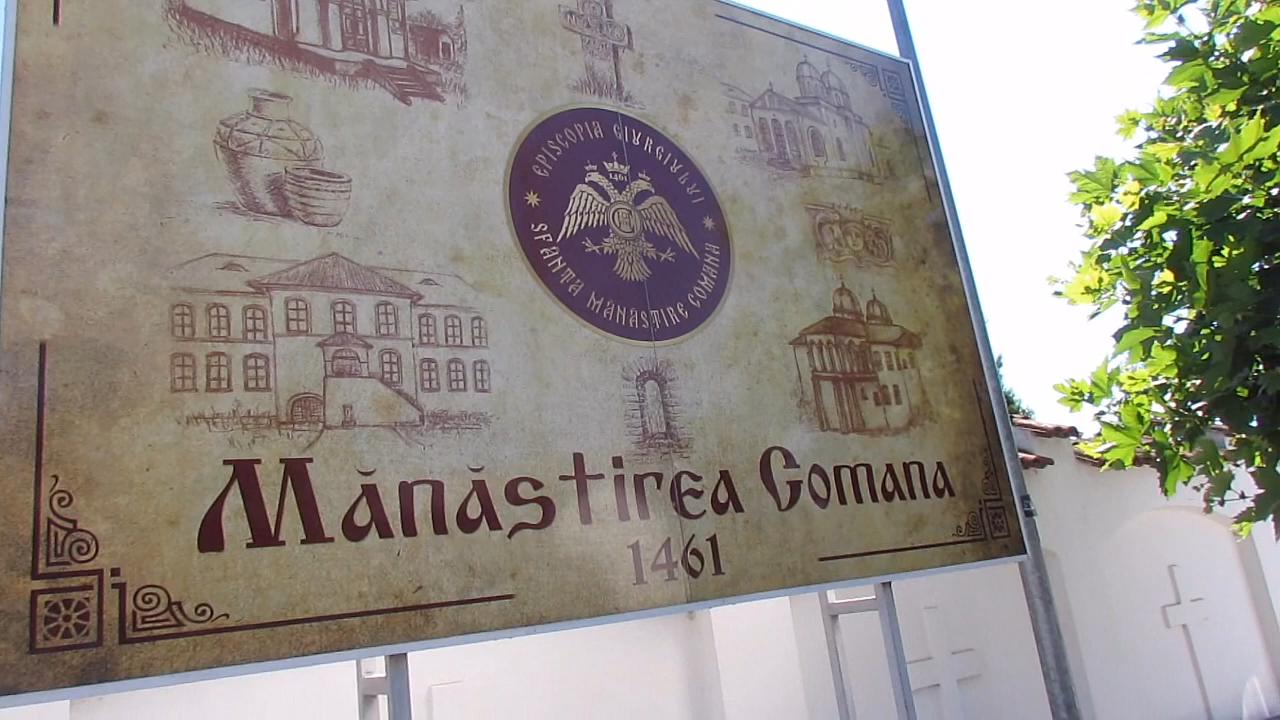 EPISCOPIA GIURGIULUI
1461
SFÂNTA MĂNĂSTIRE COMANA
Mănăstirea Comana
1461